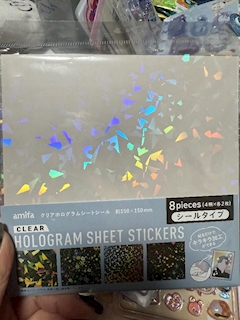 amifa
クリアホログラムシートシール 約100×100mm
8pieces(4柄×各2枚)
シールタイプ
CLEAR
HOLOGRAM SHEET STICKERS